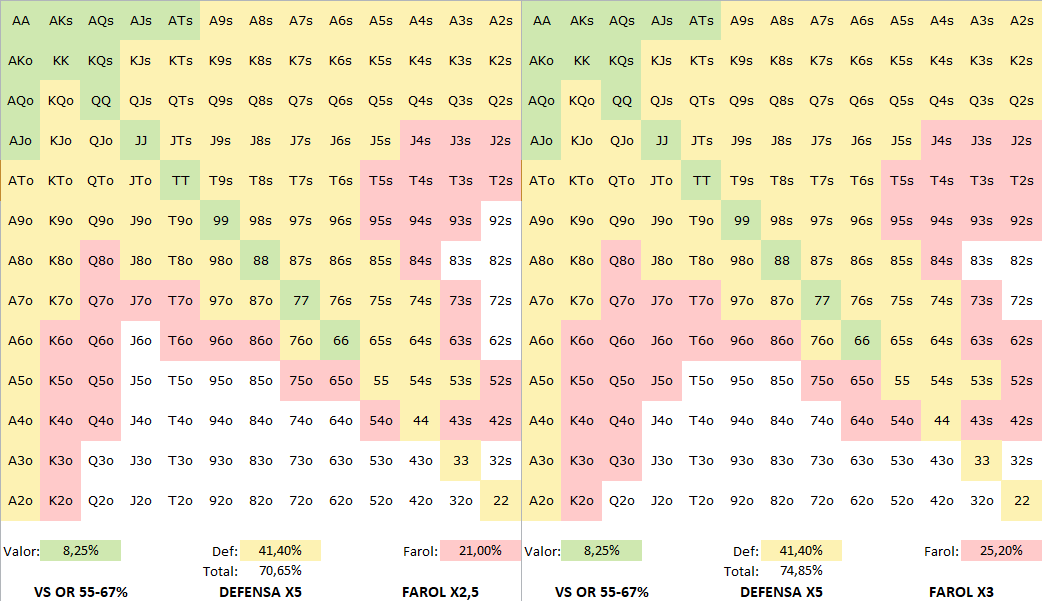 AA AKs AQs AJs ATs A9s A8s A7s A6s A5s A4s A3s A2s AA AKs AQs AJs ATs A9s A8s A7s A6s A5s A4s A3s A2s
AKo KK KQs KJs KTs K9s K8s K7s K6s K5s K4s K3s K2s AKo KK KQs KJs KTs K9s K8s K7s K6s K5s K4s K3s K2s
AQo KQo QQ QJs QTs Q9s Q8s Q7s Q6s Q5s Q4s Q3s Q2s AQo KQo QQ QJs QTs Q9s Q8s Q7s Q6s Q5s Q4s Q3s Q2s
AJo KJo QJo JJ JTs J9s J8s J7s J6s J5s J4s J3s J2s AJo KJo QJo JJ JTs J9s J8s J7s J6s J5s J4s J3s J2s
ATo KTo QTo JTo TT T9s T8s T7s T6s T5s T4s T3s T2s ATo KTo QTo JTo TT T9s T8s T7s T6s T5s T4s T3s T2s
A9o K9o Q9o J9o T9o 99 98s 97s 96s 95s 94s 93s 92s A9o K9o Q9o J9o T9o 99 98s 97s 96s 95s 94s 93s 92s
A8o K8o Q8o J8o T8o 98o 88 87s 86s 85s 84s 83s 82s A8o K8o Q8o J8o T8o 98o 88 87s 86s 85s 84s 83s 82s
A7o K7o Q7o J7o T7o 97o 87o 77 76s 75s 74s 73s 72s A7o K7o Q7o J7o T7o 97o 87o 77 76s 75s 74s 73s 72s
A6o K6o Q6o J6o T6o 96o 86o 76o 66 65s 64s 63s 62s A6o K6o Q6o J6o T6o 96o 86o 76o 66 65s 64s 63s 62s
A5o K5o Q5o J5o T5o 95o 85o 75o 65o 55 54s 53s 52s A5o K5o Q5o J5o T5o 95o 85o 75o 65o 55 54s 53s 52s
A4o K4o Q4o J4o T4o 94o 84o 74o 64o 54o 44 43s 42s A4o K4o Q4o J4o T4o 94o 84o 74o 64o 54o 44 43s 42s
A3o K3o Q3o J3o T3o 93o 83o 73o 63o 53o 43o 33 32s A3o K3o Q3o J3o T3o 93o 83o 73o 63o 53o 43o 33 32s
A2o K2o Q2o J2o T2o 92o 82o 72o 62o 52o 42o 32o 22 A2o K2o Q2o J2o T2o 92o 82o 72o 62o 52o 42o 32o 22
Valor: 8,25% Def: 41,40% Farol: 21,00% Valor: 8,25% Def: 41,40% Farol: 25,20%
Total: 70,65% Total: 74,85%
VS OR 55-67% DEFENSA X5 FAROL X2,5 VS OR 55-67% DEFENSA X5 FAROL X3